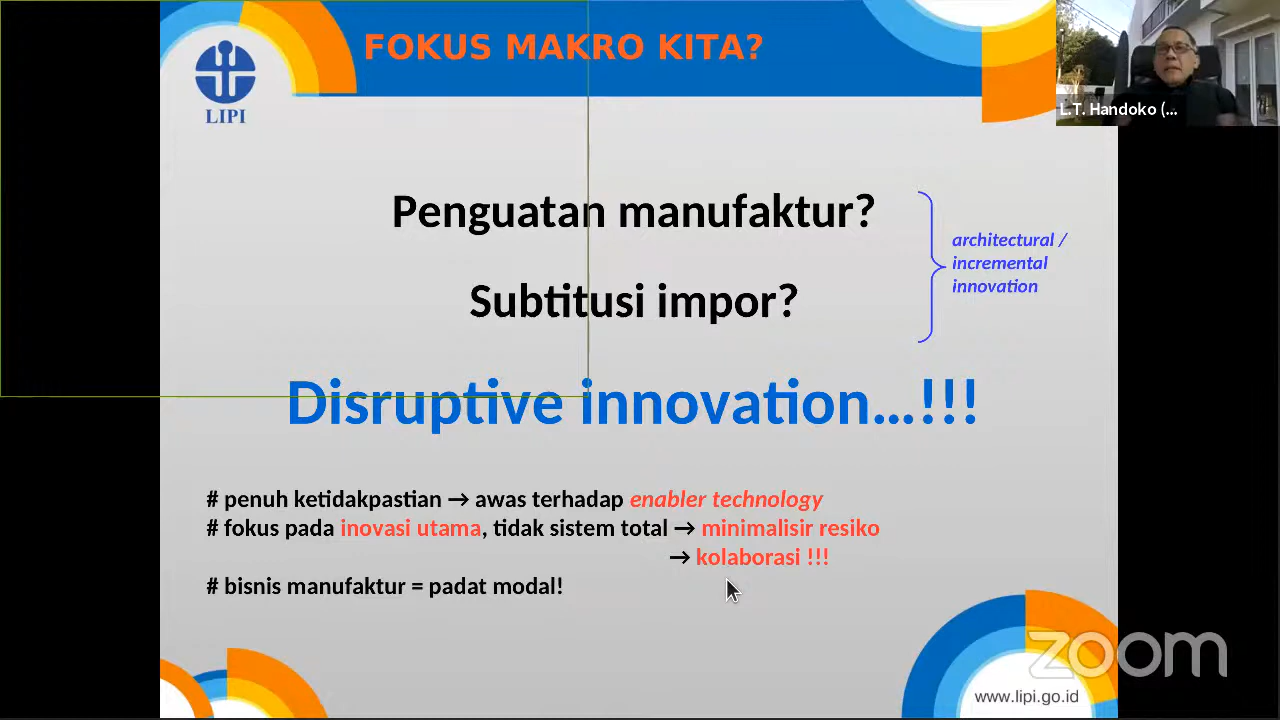 FOKUS MAKRO KITA?
LIPI
L.T. Handoko (...
Penguatan manufaktur?
architectural /
incremental
innovation
Subtitusi impor?
Disruptive innovation...!!!
# penuh ketidakpastian → awas terhadap enabler technology
# fokus pada inovasi utama, tidak sistem total → minimalisir resiko
→ kolaborasi !!!
# bisnis manufaktur = padat modal!
zoom
www.lipi.go.id